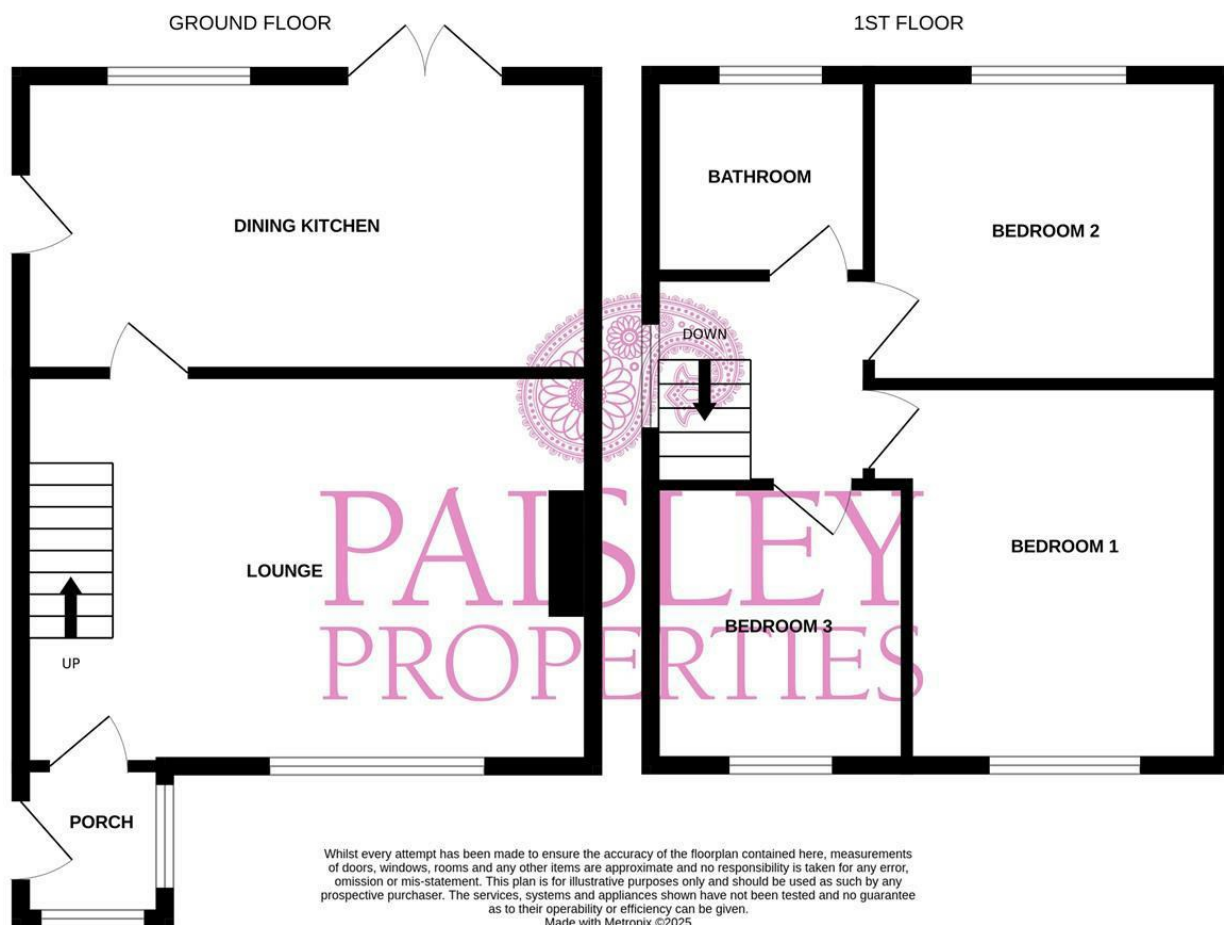 GROUND FLOOR
1ST FLOOR
BATHROOM
DINING KITCHEN
BEDROOM 2
DOWN
LOUNGE
BEDROOM 1
PAISLEY
PROPERTIES
BEDROOM 3
UP
PORCH
Whilst every attempt has been made to ensure the accuracy of the floorplan contained here, measurements
of doors, windows, rooms and any other items are approximate and no responsibility is taken for any error,
omission or mis-statement. This plan is for illustrative purposes only and should be used as such by any
prospective purchaser. The services, systems and appliances shown have not been tested and no guarantee
as to their operability or efficiency can be given.
Made with Metropix ©2025